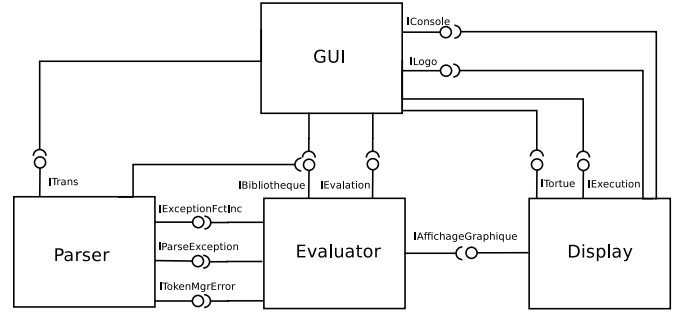 IConsole
GUI
ILogo
ITrans
IBibliotheque
IEvalation
ITortue
IExecution
IExceptionFctInc
IParseException
ITokenMgrError
Parser
Evaluator
IAffichageGraphique
Display